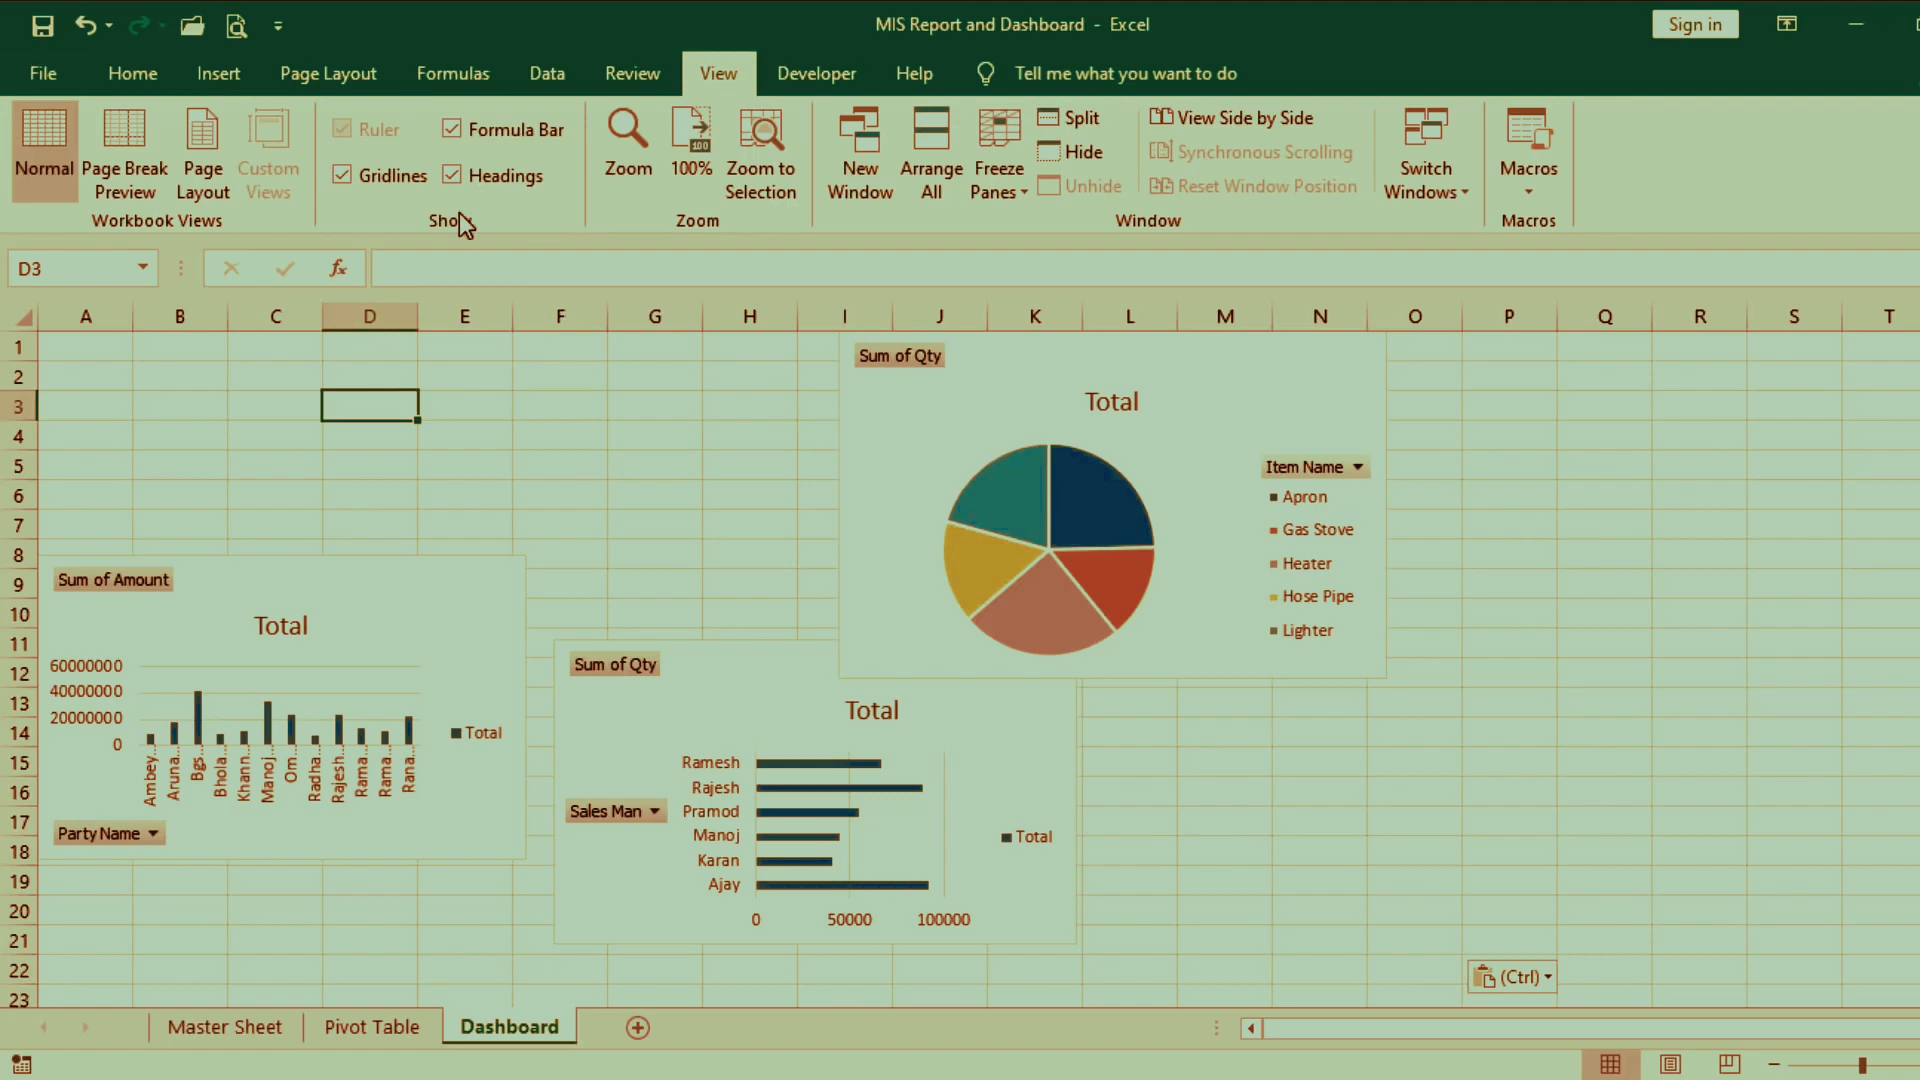 MIS Report and Dashboard - Excel
Sign in
File Home Insert Page Layout Formulas Data Review View Developer Help Tell me what you want to do
Normal
Page Break
Preview
Page
Layout
Custom
Views
Workbook Views
Ruler
Formula Bar
Gridlines
Headings
Show
Zoom
100
100%
Zoom to
Selection
Zoom
New
Window
Arrange
All
Freeze
Panes
Split
Hide
Unhide
View Side by Side
Synchronous Scrolling
Reset Window Position
Switch
Windows
Window
Macros
Macros
D3
fx
A B C D E F G H I J K L M N O P Q R S T
1
2
3
4
5
6
7
8
9
10
11
12
13
14
15
16
17
18
19
20
21
22
23
Sum of Amount
Total
60000000
40000000
20000000
0
Ambey...
Aruna...
Bgs...
Bhola...
Khann...
Manoj...
Om...
Radha...
Rajesh...
Rama...
Rama...
Rana...
Total
Party Name
Sum of Qty
Total
Ramesh
Rajesh
Pramod
Manoj
Karan
Ajay
0 50000 100000
Sales Man
Total
Sum of Qty
Total
Item Name
Apron
Gas Stove
Heater
Hose Pipe
Lighter
(Ctrl)
Master Sheet Pivot Table Dashboard